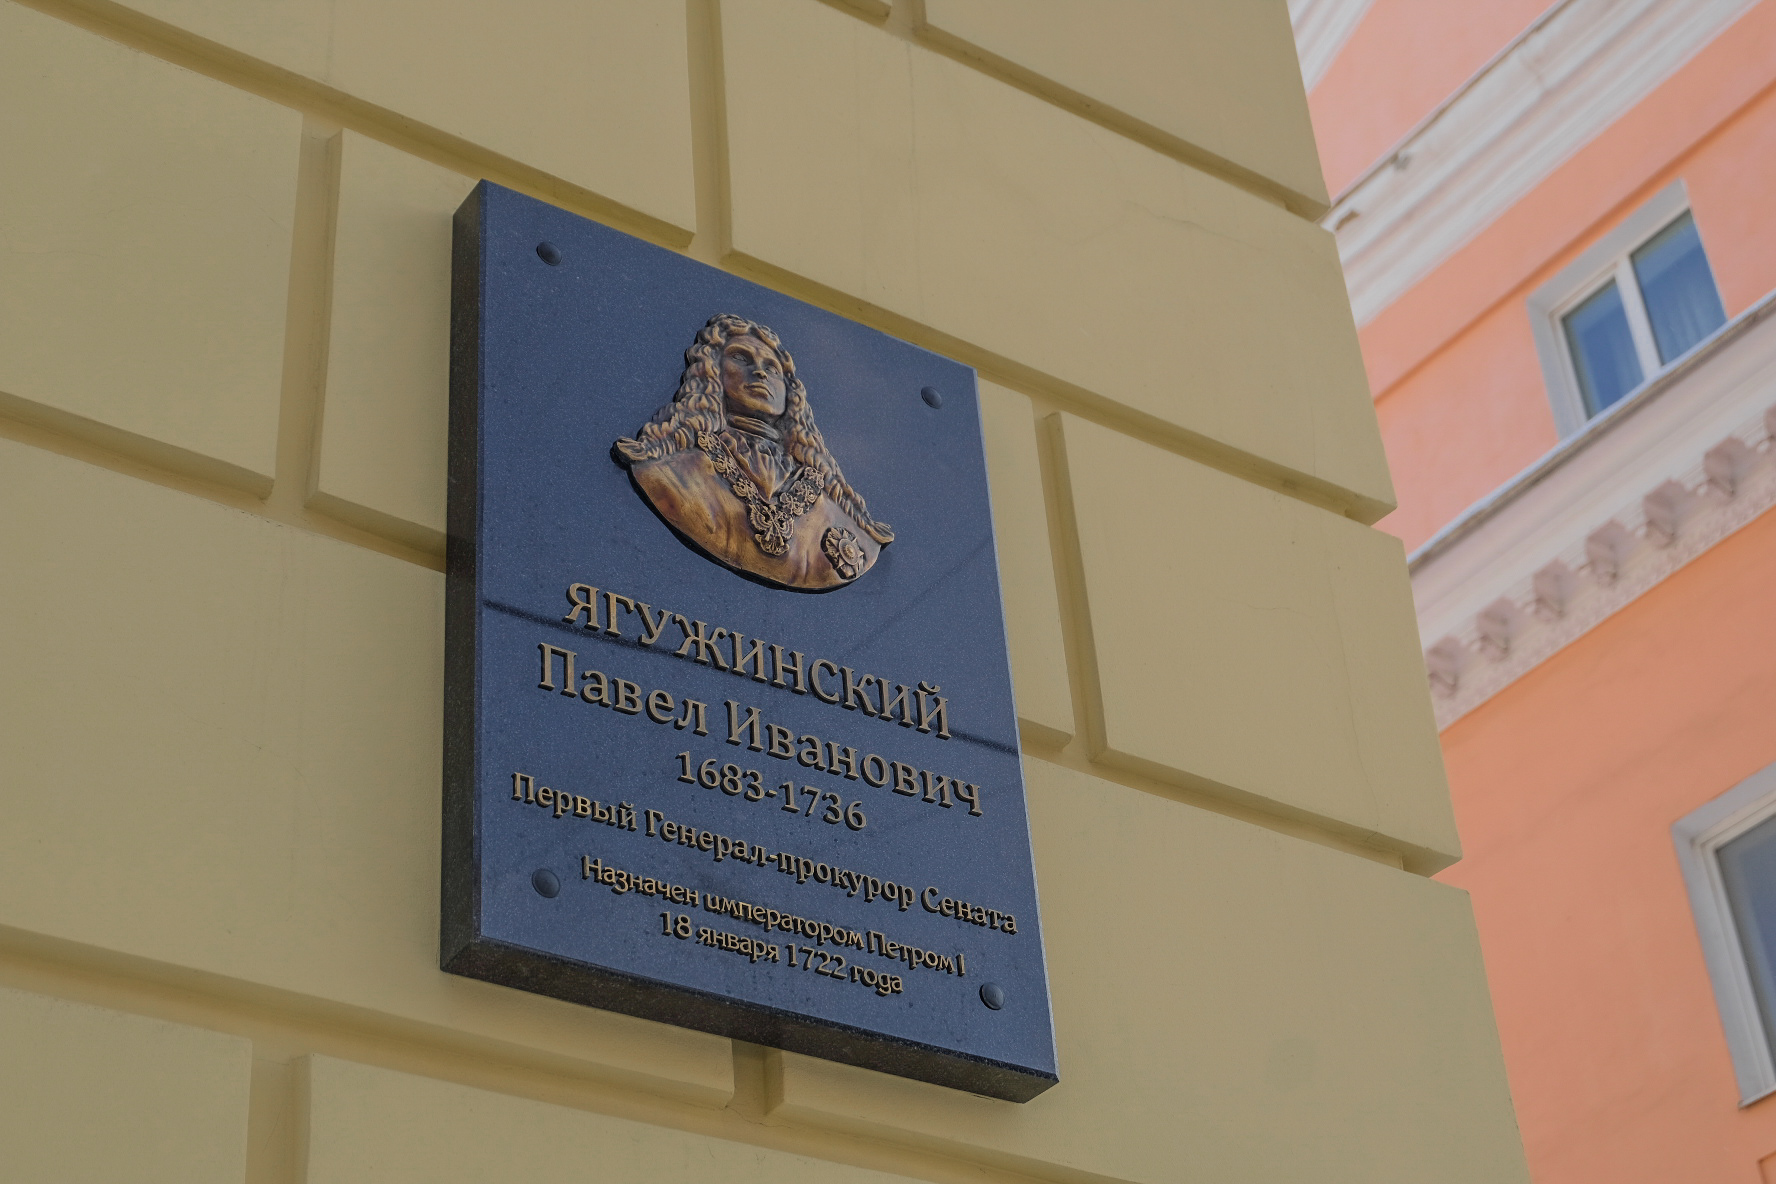 ЯГУЖИНСКИЙ
Павел Иванович
1683-1736
Первый Генерал-прокурор Сената
Назначен императором Петром I
18 января 1722 года